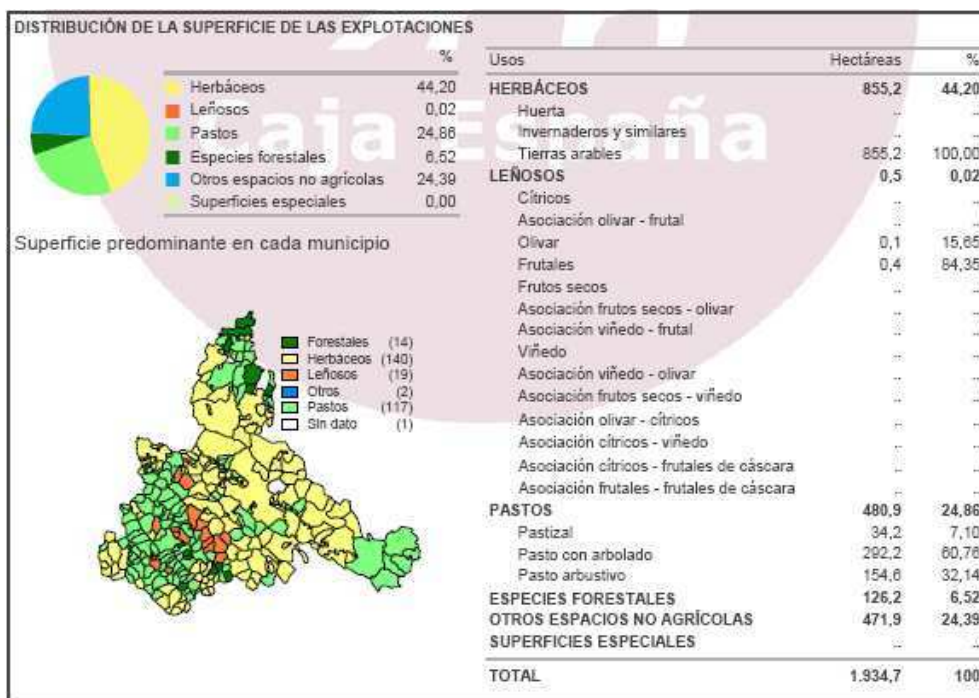 DISTRIBUCIÓN DE LA SUPERFICIE DE LAS EXPLOTACIONES
%
Herbáceos 44,20
Leñosos 0,02
Pastos 24,86
Especies forestales 6,52
Otros espacios no agrícolas 24,39
Superficies especiales 0,00
Caja España
Superficie predominante en cada municipio
Forestales (14)
Herbáceos (140)
Leñosos (19)
Otros (2)
Pastos (117)
Sin dato (1)
Usos Hectáreas %
HERBÁCEOS 855,2 44,20
Huerta .. ..
Invernaderos y similares .. ..
Tierras arables 855,2 100,00
LEÑOSOS 0,5 0,02
Cítricos .. ..
Asociación olivar - frutal .. ..
Olivar 0,1 15,65
Frutales 0,4 84,35
Frutos secos .. ..
Asociación frutos secos - olivar .. ..
Asociación viñedo - frutal .. ..
Viñedo .. ..
Asociación viñedo - olivar .. ..
Asociación frutos secos - viñedo .. ..
Asociación olivar - cítricos .. ..
Asociación cítricos - viñedo .. ..
Asociación cítricos - frutales de cáscara .. ..
Asociación frutales - frutales de cáscara .. ..
PASTOS 480,9 24,86
Pastizal 34,2 7,10
Pasto con arbolado 292,2 60,76
Pasto arbustivo 154,6 32,14
ESPECIES FORESTALES 126,2 6,52
OTROS ESPACIOS NO AGRÍCOLAS 471,9 24,39
SUPERFICIES ESPECIALES .. ..
TOTAL 1.934,7 100